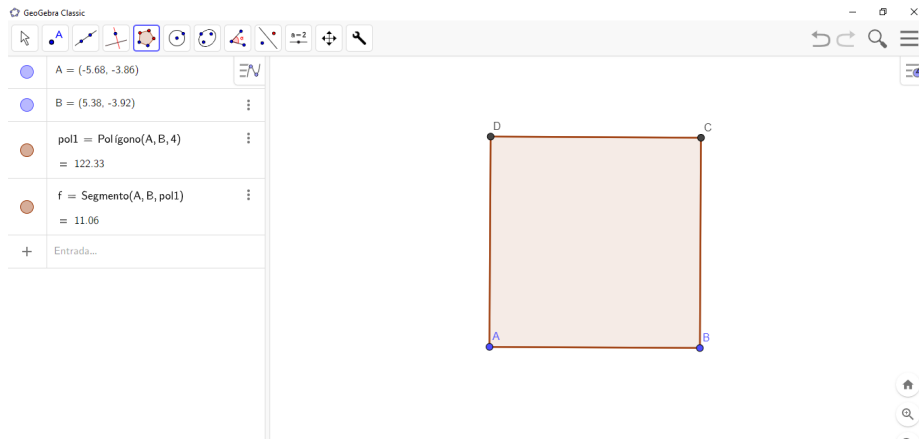 GeoGebra Classic
A
a=2
A = (-5.68, -3.86)
B = (5.38, -3.92)
pol1 = Polígono(A, B, 4)
= 122.33
f = Segmento(A, B, pol1)
= 11.06
+ Entrada...
D
C
A
B